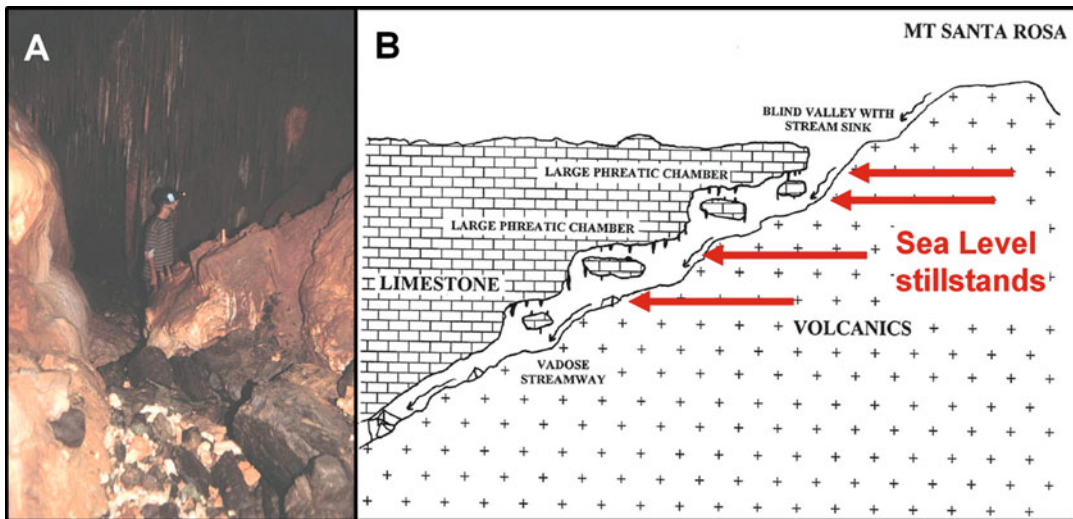 A
B
MT SANTA ROSA
BLIND VALLEY WITH
STREAM SINK
LARGE PHREATIC CHAMBER
LARGE PHREATIC CHAMBER
Sea Level
stillstands
LIMESTONE
VOLCANICS
VADOSE
STREAMWAY